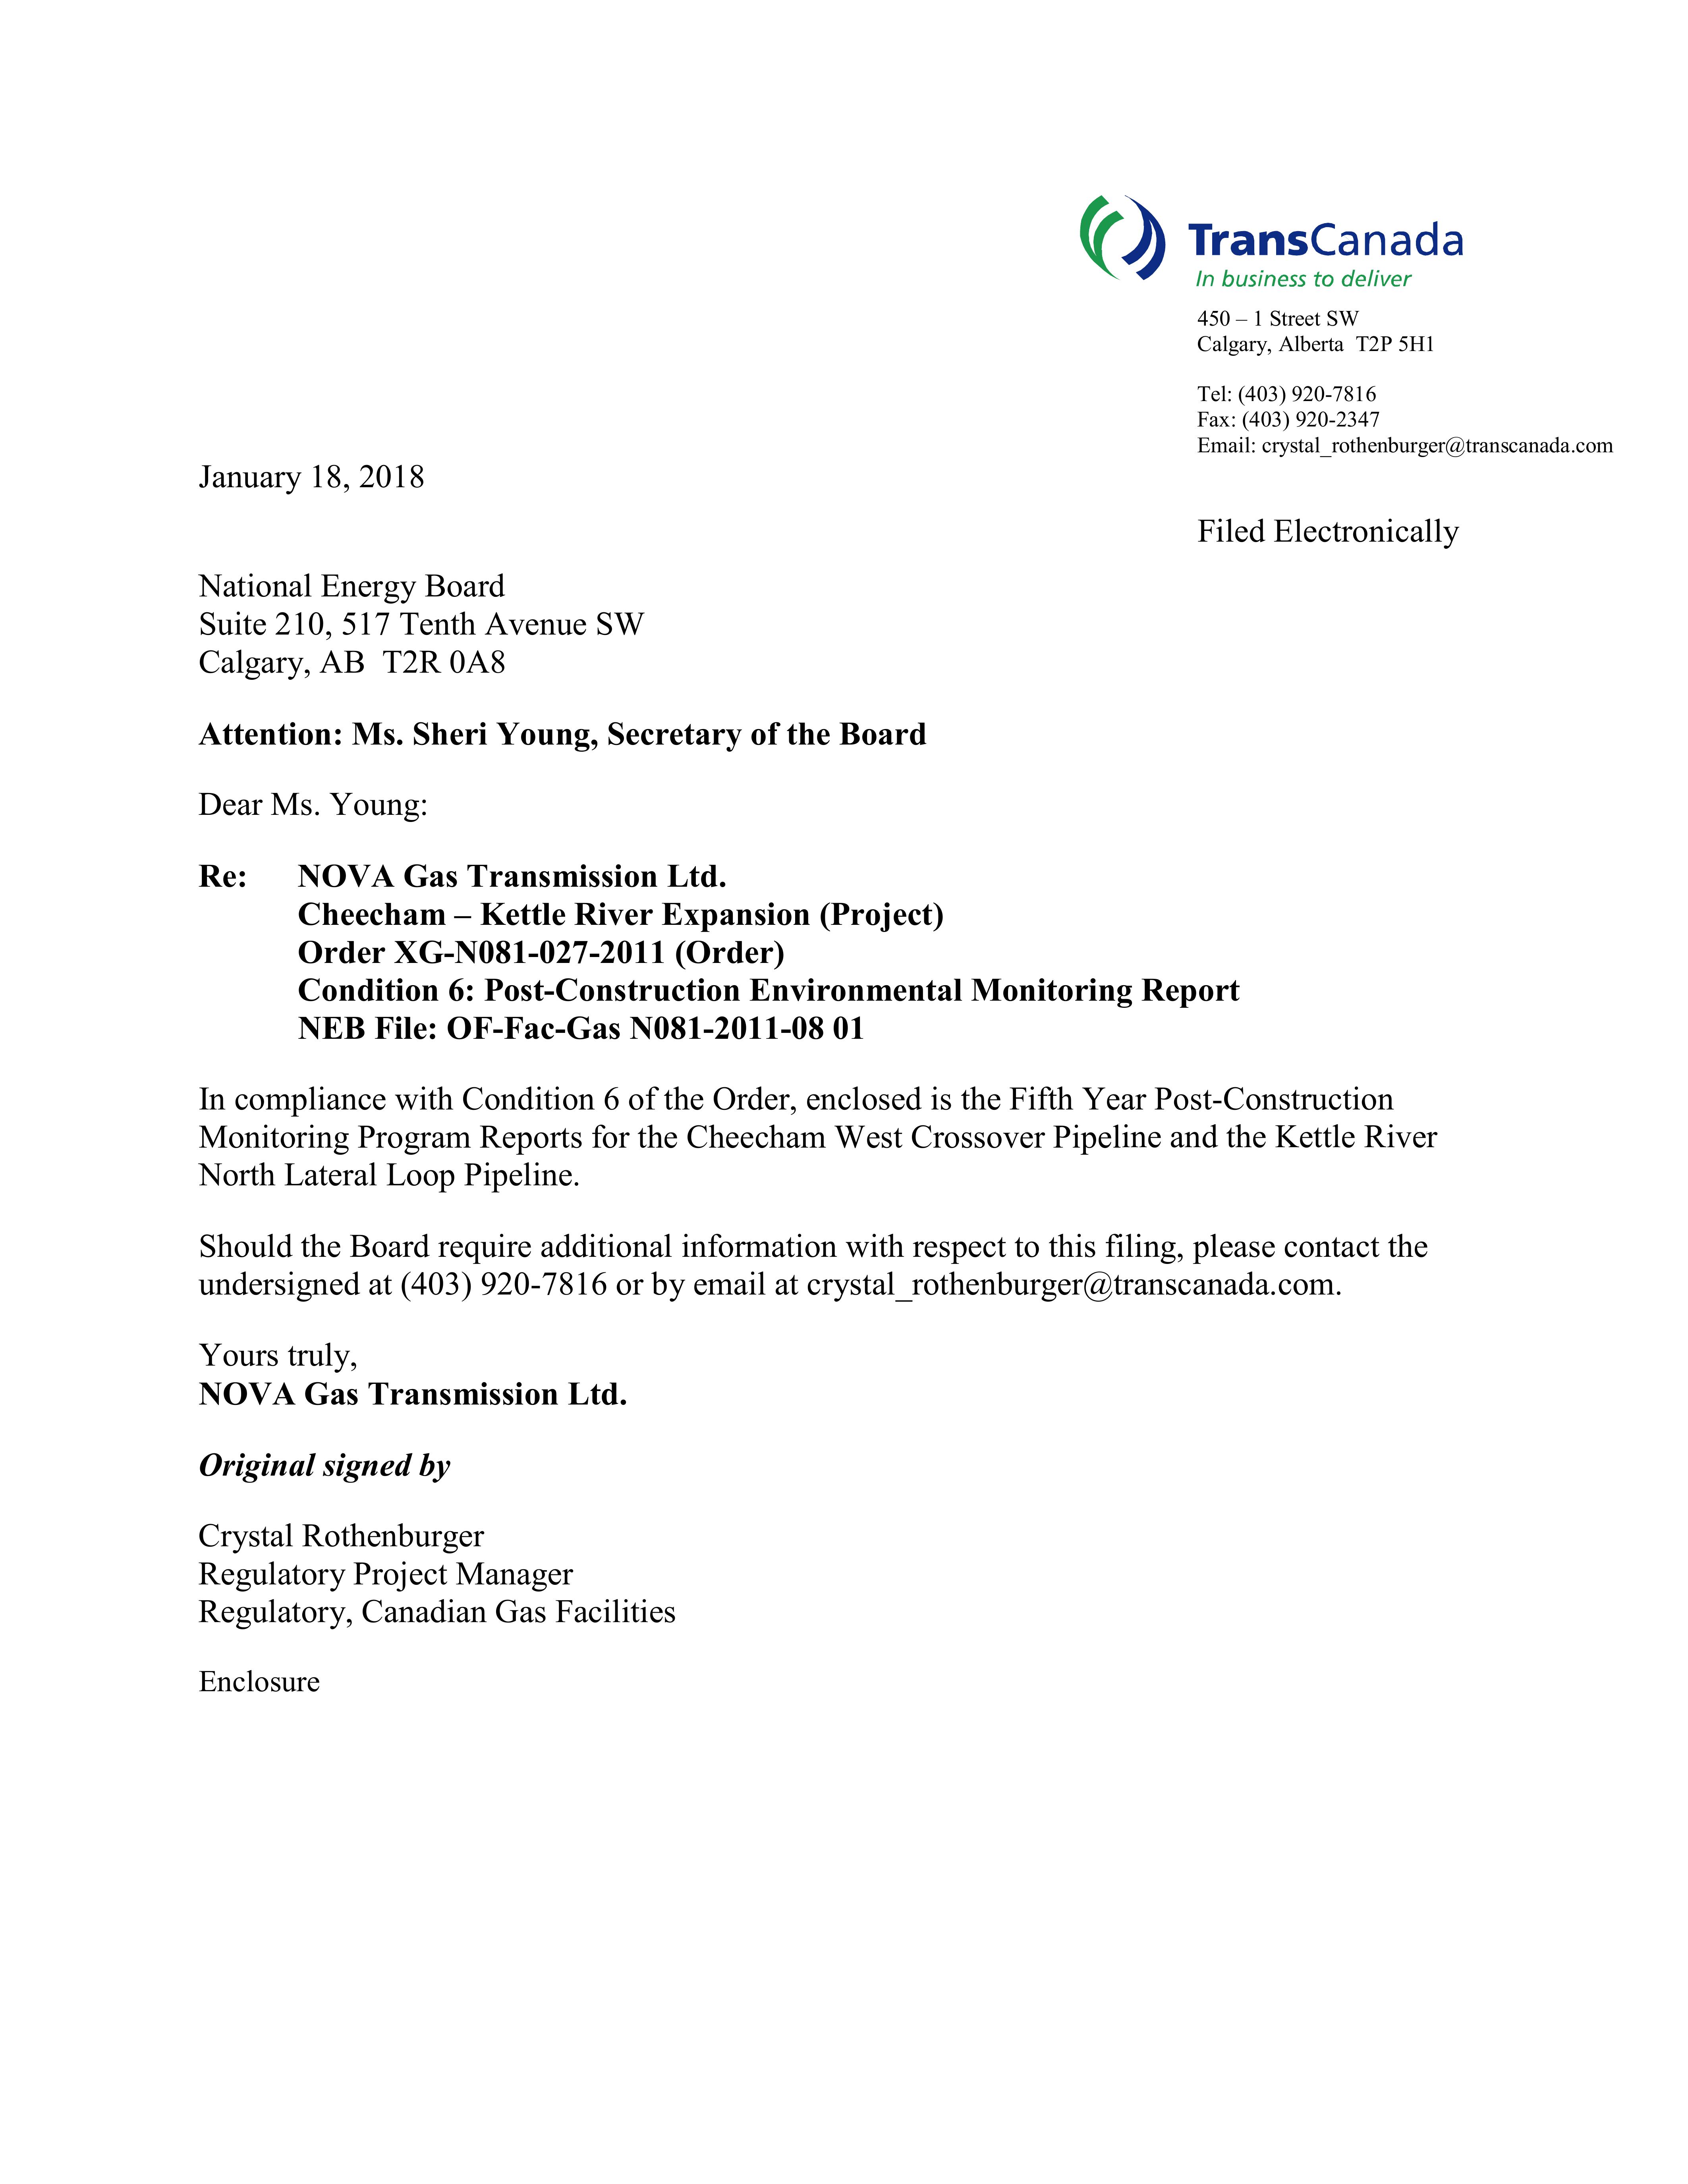 TransCanada
In business to deliver
450 – 1 Street SW
Calgary, Alberta  T2P 5H1
Tel: (403) 920-7816
Fax: (403) 920-2347
Email: crystal_rothenburger@transcanada.com
January 18, 2018
Filed Electronically
National Energy Board
Suite 210, 517 Tenth Avenue SW
Calgary, AB  T2R 0A8
Attention: Ms. Sheri Young, Secretary of the Board
Dear Ms. Young:
Re: NOVA Gas Transmission Ltd.
Cheecham – Kettle River Expansion (Project)
Order XG-N081-027-2011 (Order)
Condition 6: Post-Construction Environmental Monitoring Report
NEB File: OF-Fac-Gas N081-2011-08 01
In compliance with Condition 6 of the Order, enclosed is the Fifth Year Post-Construction
Monitoring Program Reports for the Cheecham West Crossover Pipeline and the Kettle River
North Lateral Loop Pipeline.
Should the Board require additional information with respect to this filing, please contact the
undersigned at (403) 920-7816 or by email at crystal_rothenburger@transcanada.com.
Yours truly,
NOVA Gas Transmission Ltd.
Original signed by
Crystal Rothenburger
Regulatory Project Manager
Regulatory, Canadian Gas Facilities
Enclosure